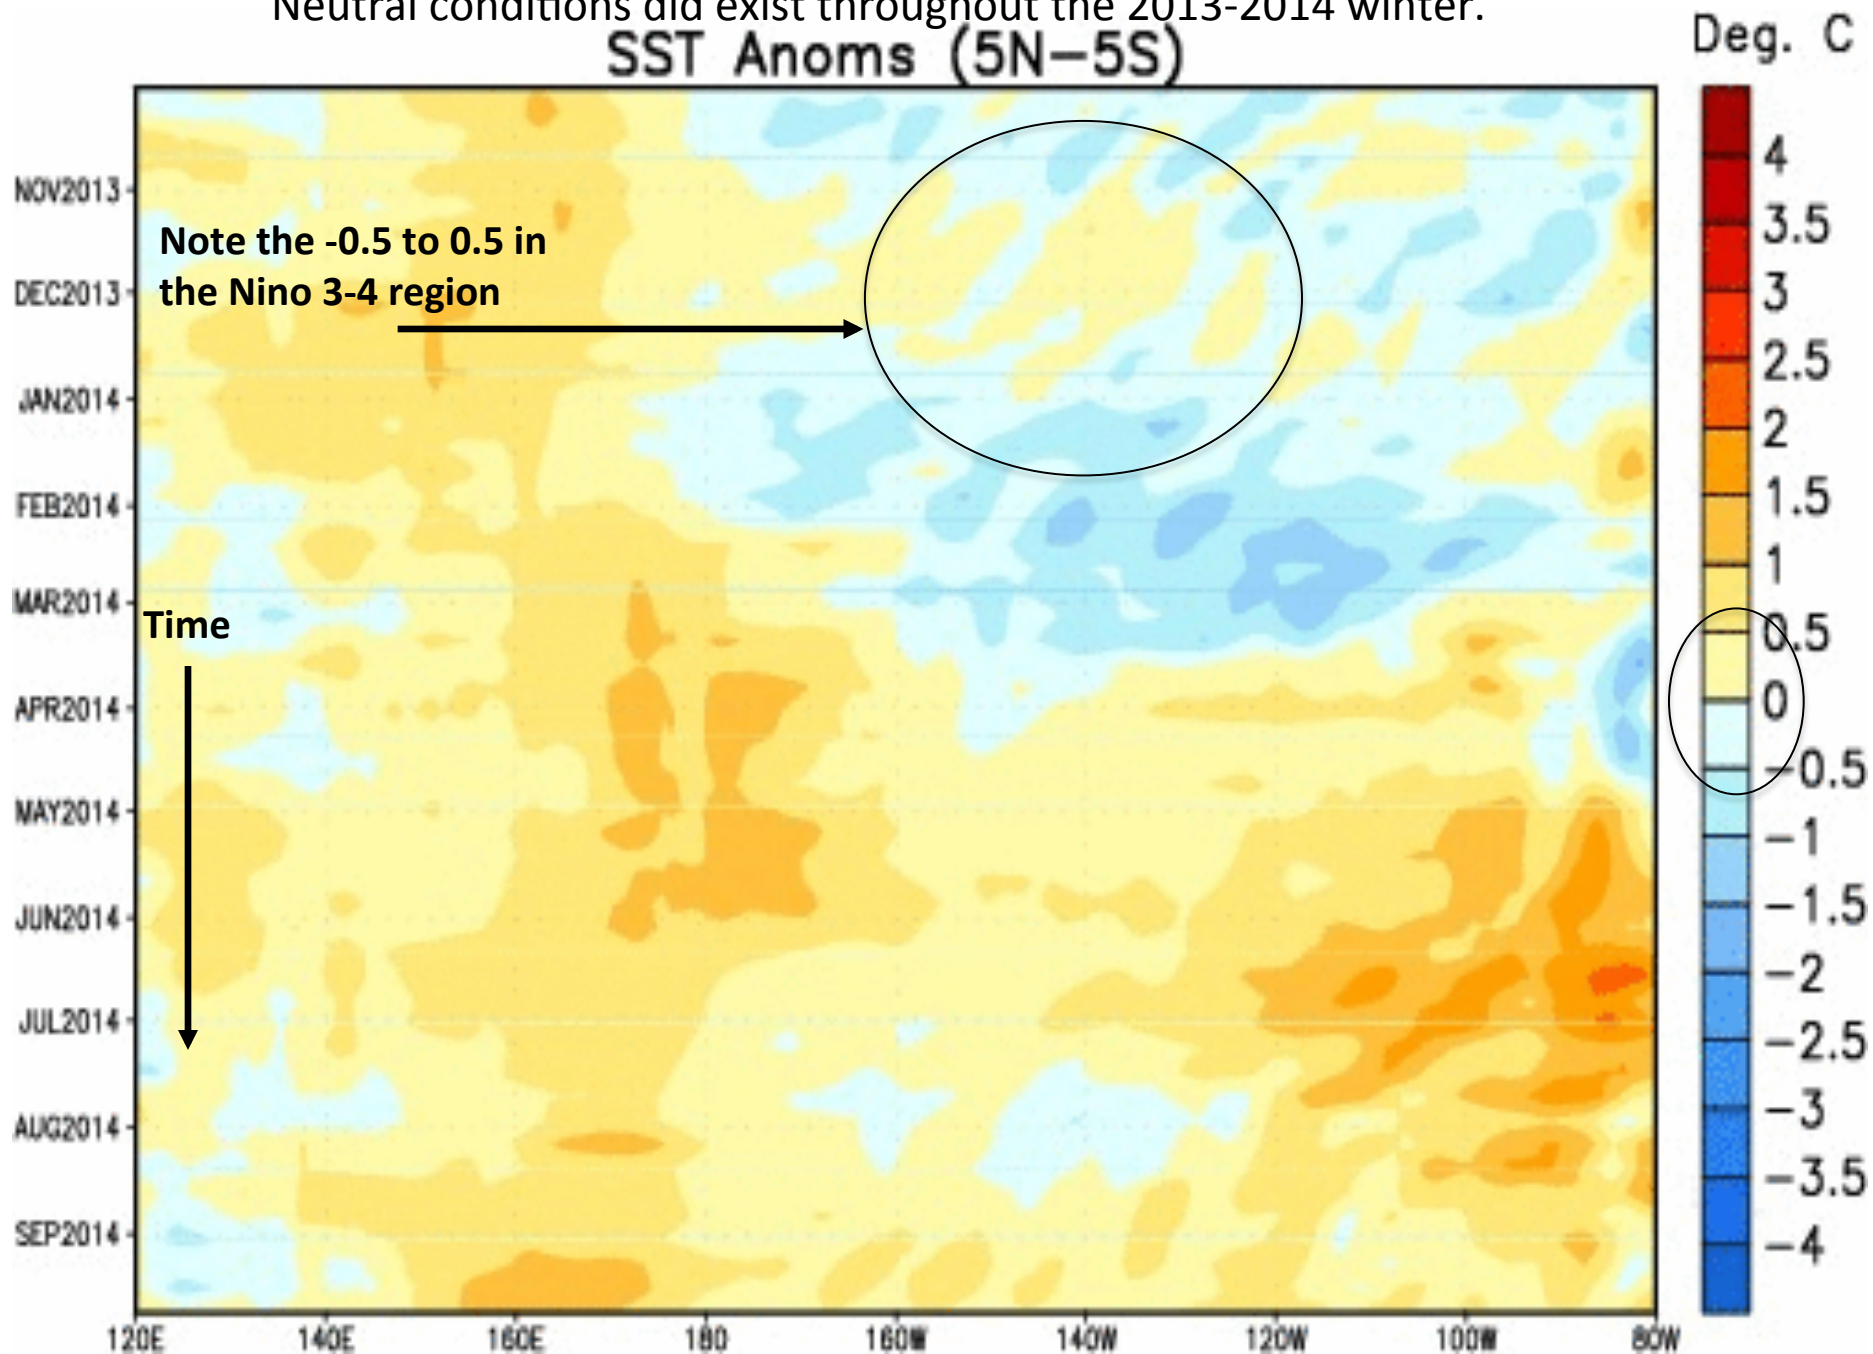 Neutral conditions did exist throughout the 2013-2014 winter.
SST Anoms (5N–5S)
Deg. C
NOV2013
DEC2013
JAN2014
FEB2014
MAR2014
APR2014
MAY2014
JUN2014
JUL2014
AUG2014
SEP2014
Note the -0.5 to 0.5 in
the Nino 3-4 region
Time
120E 140E 160E 180 160W 140W 120W 100W 80W
4
3.5
3
2.5
2
1.5
1
0.5
0
-0.5
-1
-1.5
-2
-2.5
-3
-3.5
-4